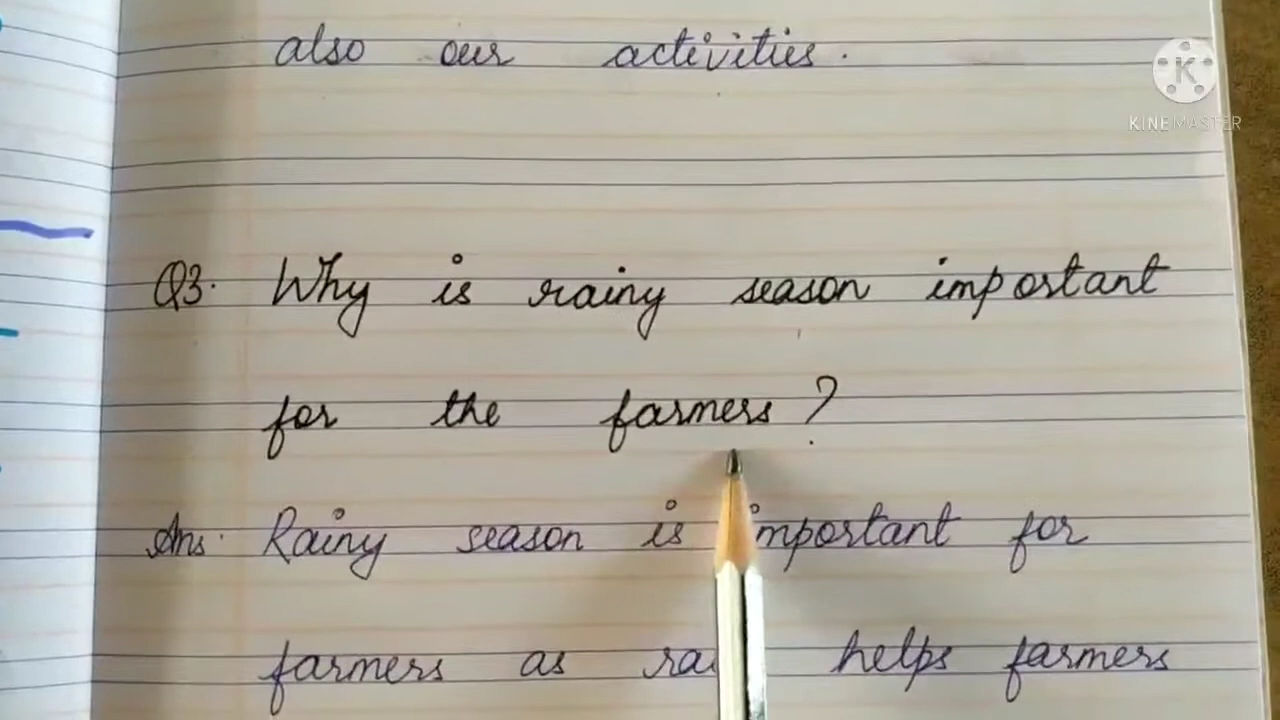 also our activities.
K
KINEMASTER
Q3. Why is rainy season important
for the farmers?
Ans. Rainy season is important for
farmers as ra helps farmers